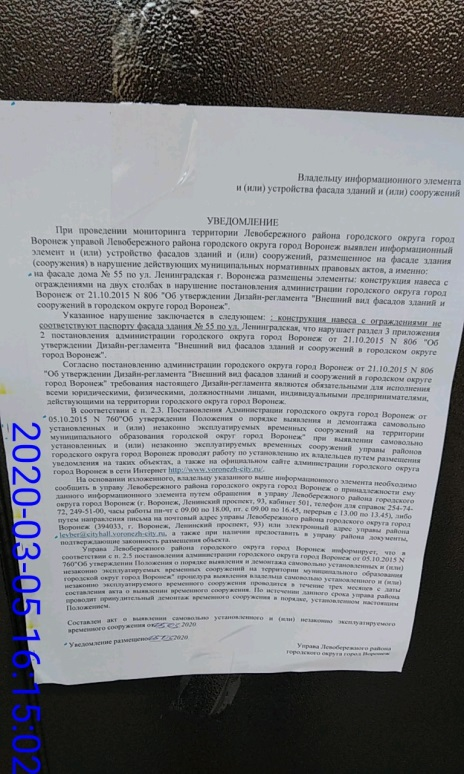 Владельцу информационного элемента
и (или) устройства фасада зданий и (или) сооружений
УВЕДОМЛЕНИЕ
При проведении мониторинга территории Левобережного района городского округа город
Воронеж управой Левобережного района городского округа город Воронеж выявлен информационный
элемент и (или) устройство фасадов зданий и (или) сооружений, размещенное на фасаде здания
(сооружения) в нарушение действующих муниципальных нормативных правовых актов, а именно:
на фасаде дома № 55 по ул. Ленинградская г. Воронежа размещены элементы: конструкция навеса с
ограждениями на двух столбах в нарушение постановления администрации городского округа город
Воронеж от 21.10.2015 N 806 "Об утверждении Дизайн-регламента "Внешний вид фасадов зданий и
сооружений в городском округе город Воронеж".
Указанное нарушение заключается в следующем: : конструкция навеса с ограждениями не
соответствуют паспорту фасада здания № 55 по ул. Ленинградская, что нарушает раздел 3 приложения
2 постановления администрации городского округа город Воронеж от 21.10.2015 N 806 "Об
утверждении Дизайн-регламента "Внешний вид фасадов зданий и сооружений в городском округе
город Воронеж".
Согласно постановлению администрации городского округа город Воронеж от 21.10.2015 N 806
"Об утверждении Дизайн-регламента "Внешний вид фасадов зданий и сооружений в городском округе
город Воронеж" требования настоящего Дизайн-регламента являются обязательными для исполнения
всеми юридическими, физическими, должностными лицами, индивидуальными предпринимателями,
действующими на территории городского округа город Воронеж.
В соответствии с п. 2.3. Постановления Администрации городского округа город Воронеж от
05.10.2015 N 760"Об утверждении Положения о порядке выявления и демонтажа самовольно
установленных и (или) незаконно эксплуатируемых временных сооружений на территории
муниципального образования городской округ город Воронеж" при выявлении самовольно
установленных и (или) незаконно эксплуатируемых временных сооружений управы районов
городского округа город Воронеж проводят работу по установлению их владельцев путем размещения
уведомления на таких объектах, а также на официальном сайте администрации городского округа
город Воронеж в сети Интернет http://www.voronezh-city.ru/.
На основании изложенного, владельцу указанного выше информационного элемента необходимо
сообщить в управу Левобережного района городского округа город Воронеж о принадлежности ему
данного информационного элемента путем обращения в управу Левобережного района городского
округа город Воронеж (г. Воронеж, Ленинский проспект, 93, кабинет 501, телефон для справок 254-74-
72, 249-51-00, часы работы пн-чт с 09.00 по 18.00, пт. с 09.00 по 16.45, перерыв с 13.00 по 13.45), либо
путем направления письма на почтовый адрес управы Левобережного района городского округа город
Воронеж (394033, г. Воронеж, Ленинский проспект, 93) или электронный адрес управы района
levber@cityhall.voronezh-city.ru, а также при наличии предоставить в управу района документы,
подтверждающие законность размещения объекта.
Управа Левобережного района городского округа город Воронеж информирует, что в
соответствии с п. 2.5 постановления администрации городского округа город Воронеж от 05.10.2015 N
760"Об утверждении Положения о порядке выявления и демонтажа самовольно установленных и (или)
незаконно эксплуатируемых временных сооружений на территории муниципального образования
городской округ город Воронеж" процедура выявления владельца самовольно установленного и (или)
незаконно эксплуатируемого временного сооружения проводится в течение трех месяцев с даты
составления акта о выявлении временного сооружения. По истечении данного срока управа района
проводит принудительный демонтаж временного сооружения в порядке, установленном настоящим
Положением.
Составлен акт о выявлении самовольно установленного и (или) незаконно эксплуатируемого
временного сооружения от 2020
Уведомление размещено 2020
Управа Левобережного района
городского округа город Воронеж
2020-03-05 16:15:02